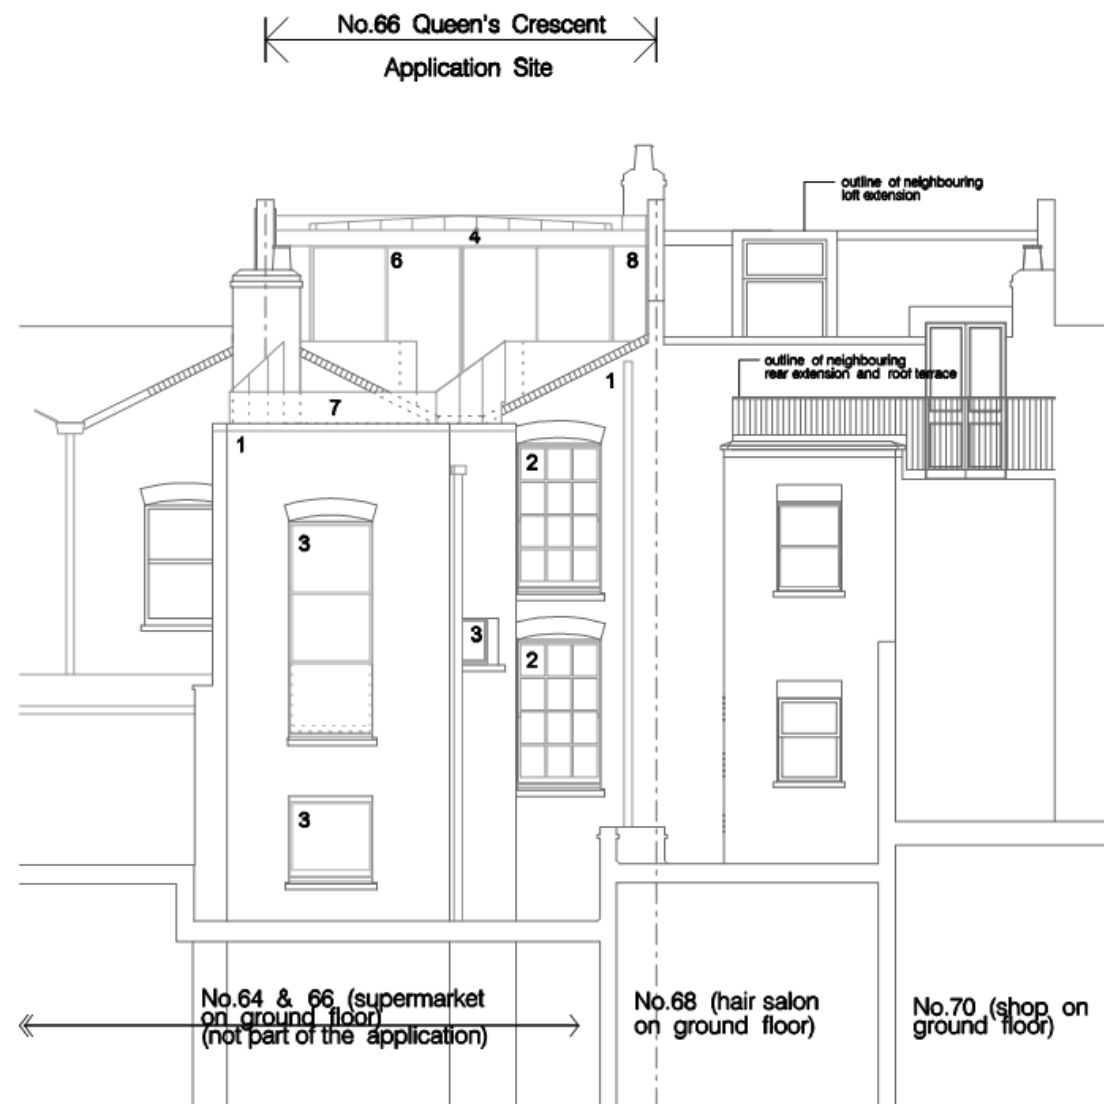 No.66 Queen's Crescent
Application Site
outline of neighbouring
loft extension
4
6
8
outline of neighbouring
rear extension and roof terrace
1
7
1
2
3
3
2
3
No.64 & 66 (supermarket
on ground floor)
(not part of the application)
No.68 (hair salon
on ground floor)
No.70 (shop on
ground floor)